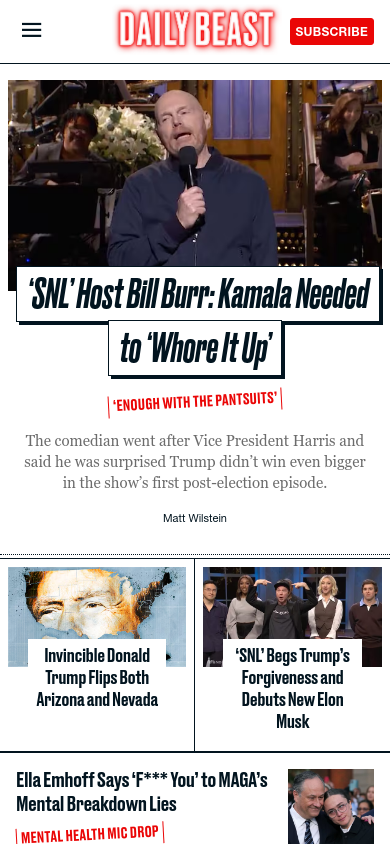 DAILY BEAST
SUBSCRIBE
‘SNL’ Host Bill Burr: Kamala Needed
to ‘Whore It Up’
‘ENOUGH WITH THE PANTSUITS’
The comedian went after Vice President Harris and
said he was surprised Trump didn’t win even bigger
in the show’s first post-election episode.
Matt Wilstein
Invincible Donald
Trump Flips Both
Arizona and Nevada
‘SNL’ Begs Trump’s
Forgiveness and
Debuts New Elon
Musk
Ella Emhoff Says ‘F*** You’ to MAGA’s
Mental Breakdown Lies
MENTAL HEALTH MIC DROP